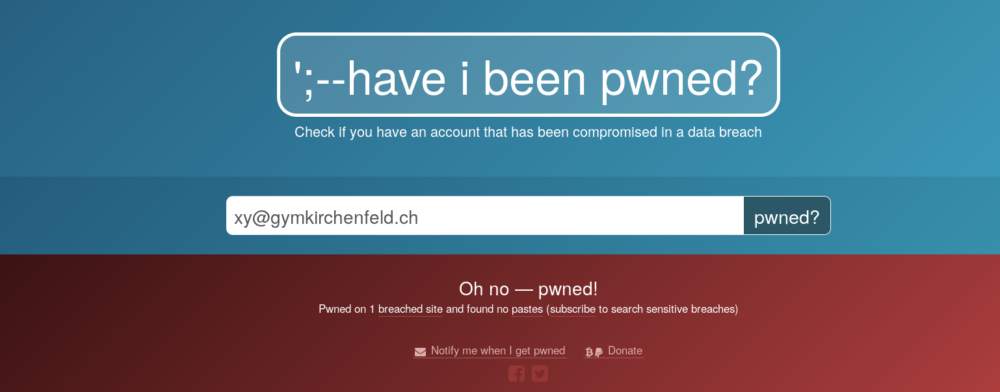 ';--have i been pwned?
Check if you have an account that has been compromised in a data breach
xy@gymkirchenfeld.ch
pwned?
Oh no — pwned!
Pwned on 1 breached site and found no pastes (subscribe to search sensitive breaches)
Notify me when I get pwned Donate